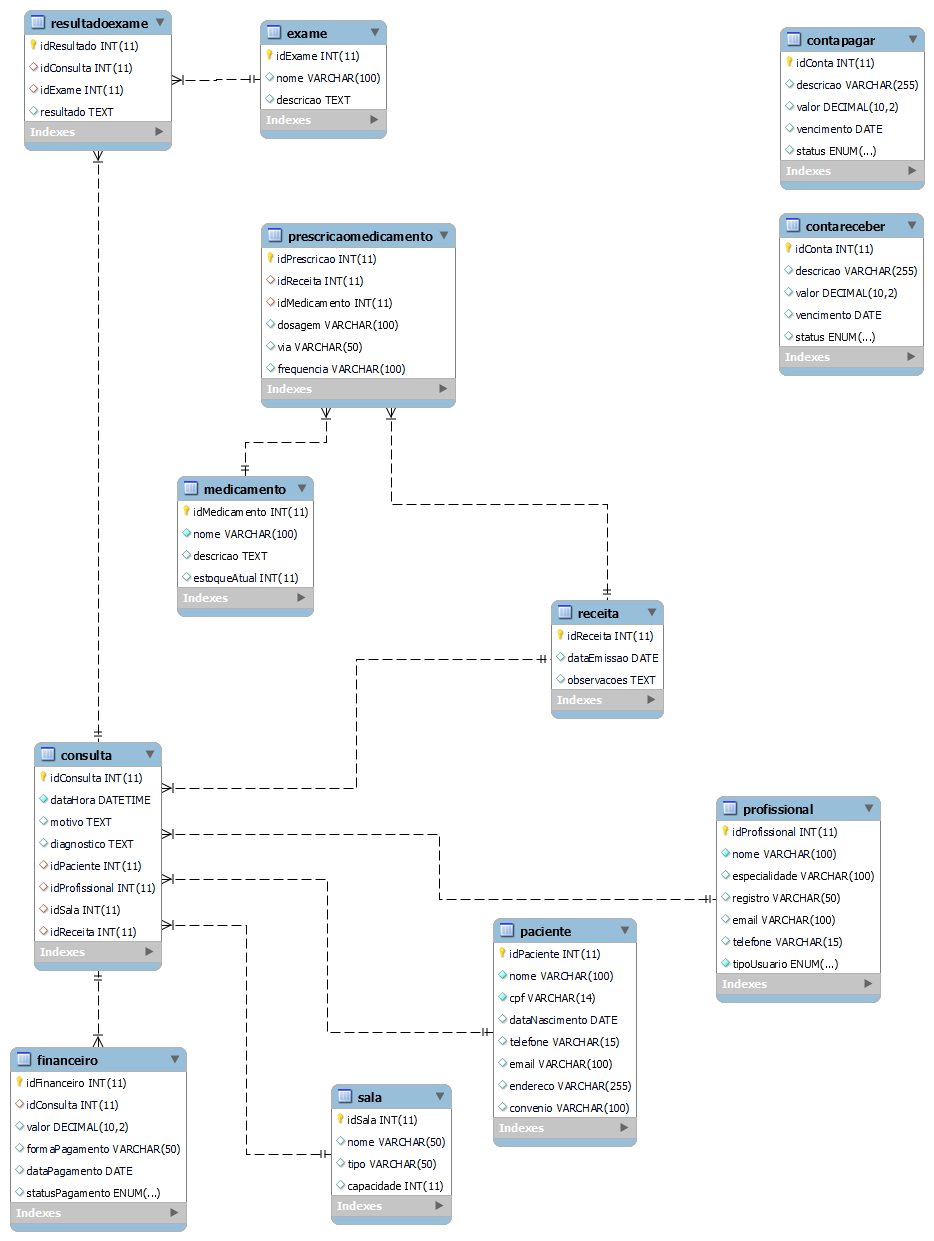 resultadoexame
idResultado INT(11)
idConsulta INT(11)
idExame INT(11)
resultado TEXT
Indexes
exame
idExame INT(11)
nome VARCHAR(100)
descricao TEXT
Indexes
contapagar
idConta INT(11)
descricao VARCHAR(255)
valor DECIMAL(10,2)
vencimento DATE
status ENUM(...)
Indexes
contareceber
idConta INT(11)
descricao VARCHAR(255)
valor DECIMAL(10,2)
vencimento DATE
status ENUM(...)
Indexes
prescricaomedicamento
idPrescricao INT(11)
idReceita INT(11)
idMedicamento INT(11)
dosagem VARCHAR(100)
via VARCHAR(50)
frequencia VARCHAR(100)
Indexes
medicamento
idMedicamento INT(11)
nome VARCHAR(100)
descricao TEXT
estoqueAtual INT(11)
Indexes
receita
idReceita INT(11)
dataEmissao DATE
observacoes TEXT
Indexes
consulta
idConsulta INT(11)
dataHora DATETIME
motivo TEXT
diagnostico TEXT
idPaciente INT(11)
idProfissional INT(11)
idSala INT(11)
idReceita INT(11)
Indexes
profissional
idProfissional INT(11)
nome VARCHAR(100)
especialidade VARCHAR(100)
registro VARCHAR(50)
email VARCHAR(100)
telefone VARCHAR(15)
tipoUsuario ENUM(...)
Indexes
paciente
idPaciente INT(11)
nome VARCHAR(100)
cpf VARCHAR(14)
dataNascimento DATE
telefone VARCHAR(15)
email VARCHAR(100)
endereco VARCHAR(255)
convenio VARCHAR(100)
Indexes
financeiro
idFinanceiro INT(11)
idConsulta INT(11)
valor DECIMAL(10,2)
formaPagamento VARCHAR(50)
dataPagamento DATE
statusPagamento ENUM(...)
Indexes
sala
idSala INT(11)
nome VARCHAR(50)
tipo VARCHAR(50)
capacidade INT(11)
Indexes